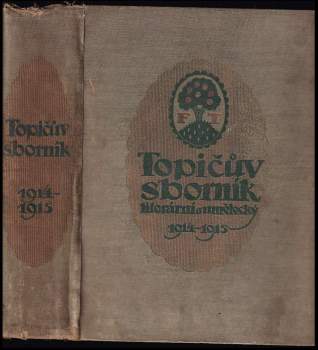 Topičův
sborník
1914-
1915
F T
Topičův
sborník
literární a umělecký
1914-1915